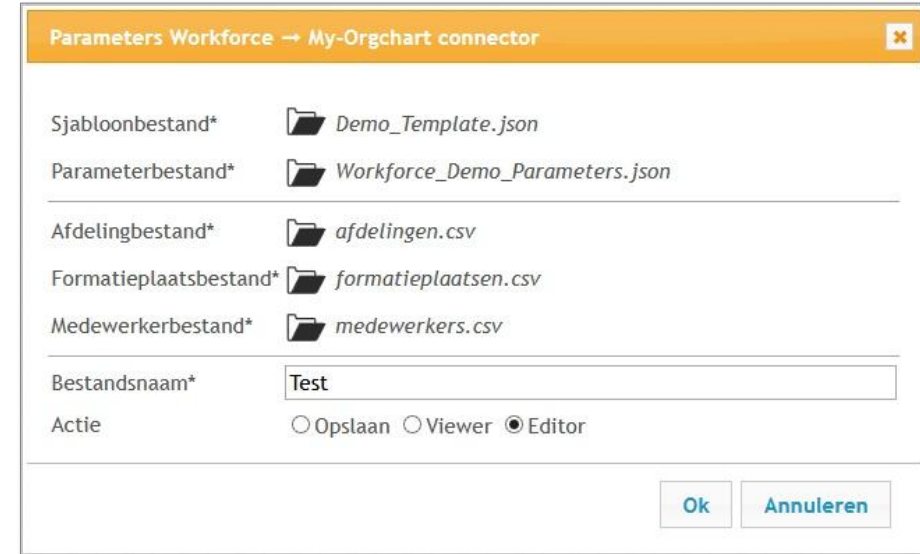 Parameters Workforce → My-Orgchart connector
Sjabloonbestand* Demo_Template.json
Parameterbestand* Workforce_Demo_Parameters.json
Afdelingbestand* afdelingen.csv
Formatieplaatsbestand* formatieplaatsen.csv
Medewerkerbestand* medewerkers.csv
Bestandsnaam* Test
Actie Opslaan Viewer Editor
Ok Annuleren